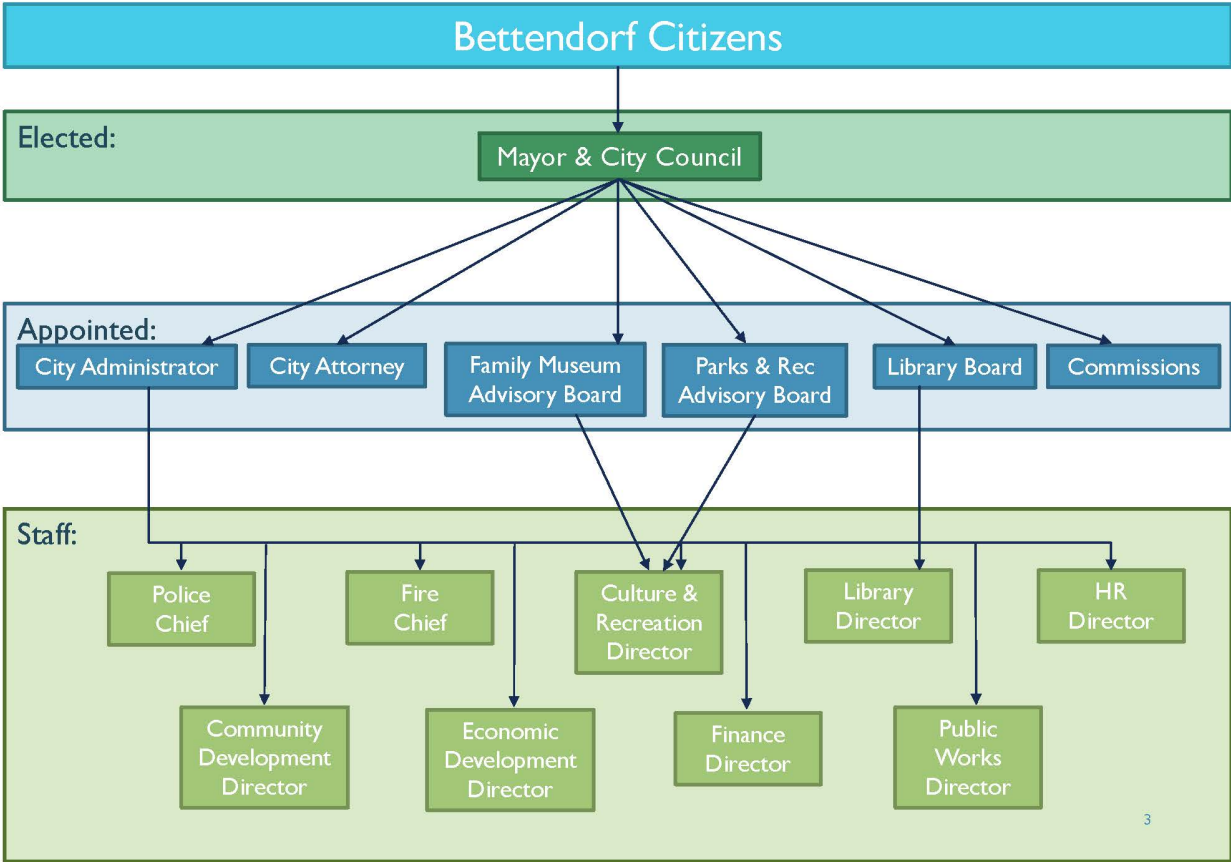 Bettendorf Citizens
Elected:
Mayor & City Council
Appointed:
City Administrator
City Attorney
Family Museum
Advisory Board
Parks & Rec
Advisory Board
Library Board
Commissions
Staff:
Police
Chief
Fire
Chief
Culture &
Recreation
Director
Library
Director
HR
Director
Community
Development
Director
Economic
Development
Director
Finance
Director
Public
Works
Director
3